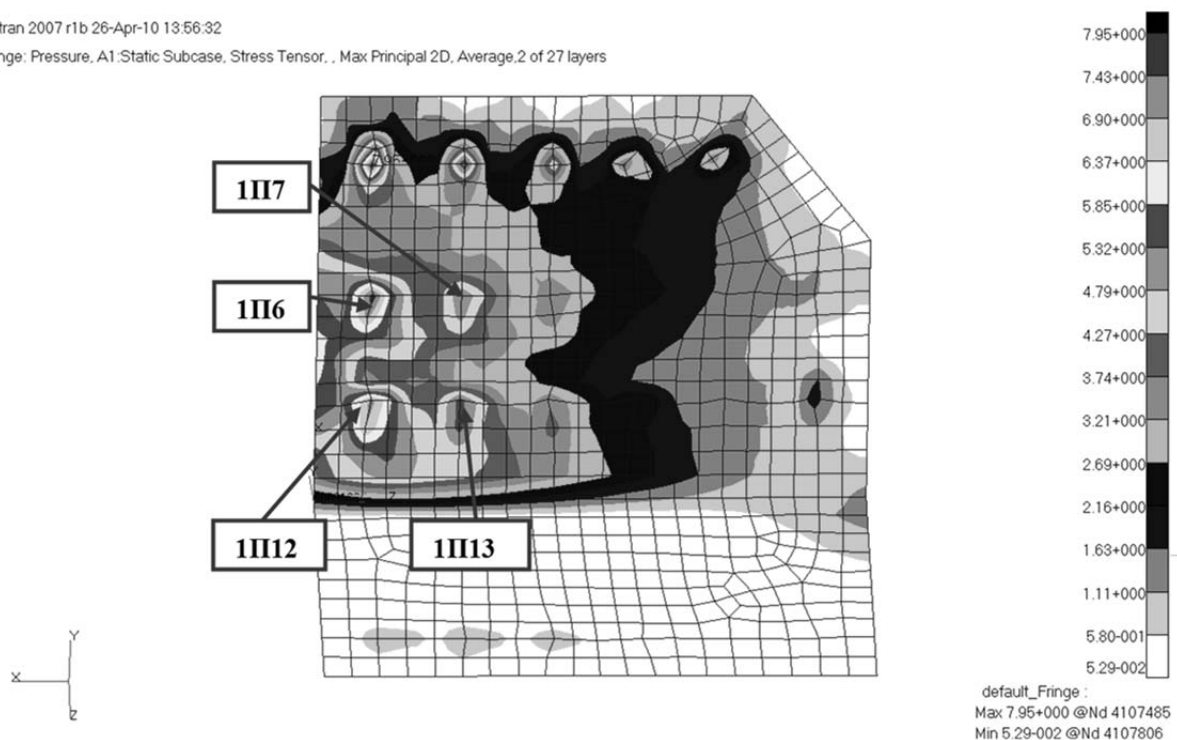 tran 2007 r1b 26-Apr-10 13:56:32
nge: Pressure, A1:Static Subcase, Stress Tensor, , Max Principal 2D, Average,2 of 27 layers
1П7
1П6
1П12
1П13
7.95+000
7.43+000
6.90+000
6.37+000
5.85+000
5.32+000
4.79+000
4.27+000
3.74+000
3.21+000
2.69+000
2.16+000
1.63+000
1.11+000
5.80-001
5.29-002
default_Fringe :
Max 7.95+000 @Nd 4107485
Min 5.29-002 @Nd 4107806
Y
X
Z
X
Z